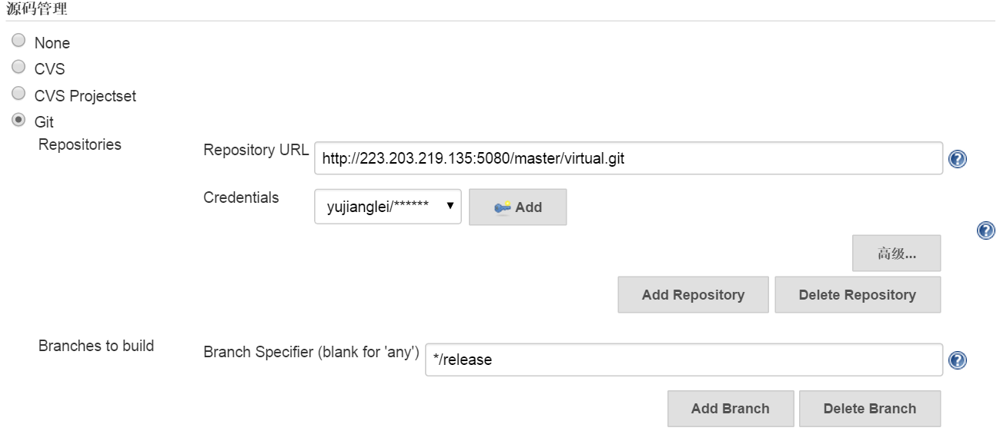 源码管理
None
CVS
CVS Projectset
Git
Repositories
Repository URL http://223.203.219.135:5080/master/virtual.git
Credentials yujianglei/****** Add
高级...
Add Repository Delete Repository
Branches to build
Branch Specifier (blank for 'any') */release
Add Branch Delete Branch